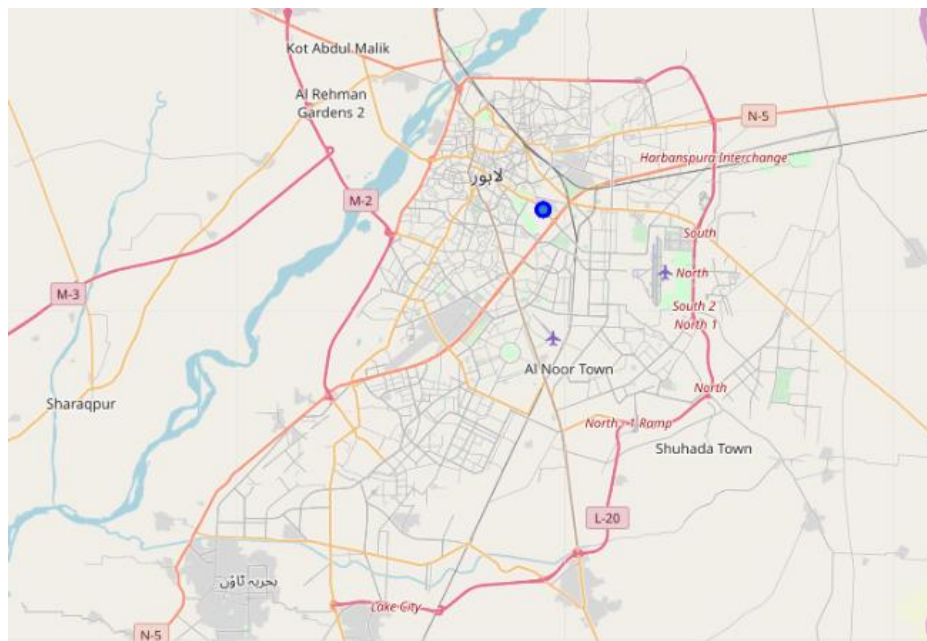 Kot Abdul Malik
Al Rehman
Gardens 2
N-5
Harbanspura Interchange
لاہور
M-2
South
North
M-3
South 2
North 1
Al Noor Town
North
Sharaqpur
North -1 Ramp
Shuhada Town
L-20
بحریہ ٹاؤن
Lake City
N-5